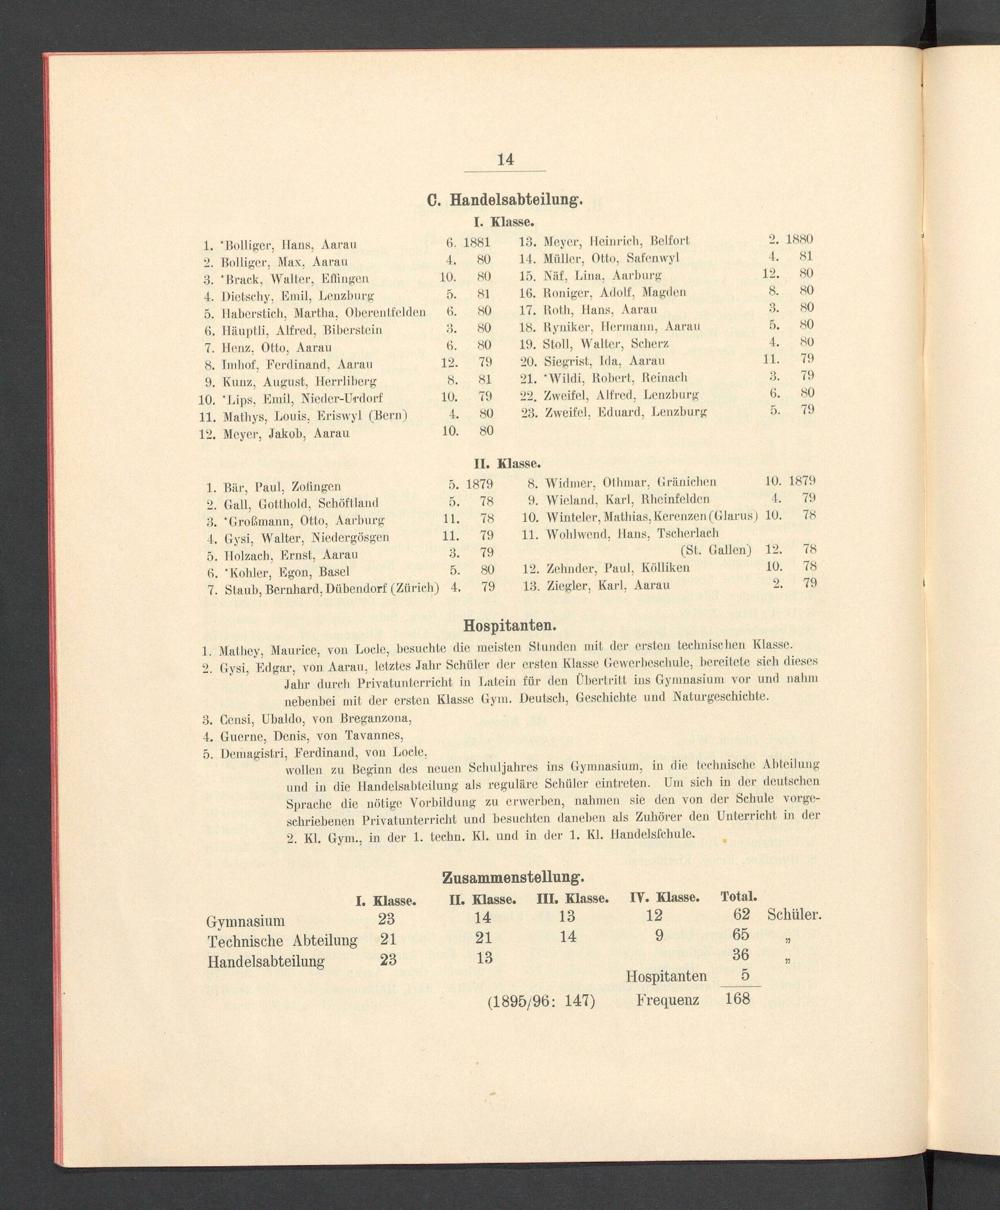 14
C. Handelsabteilung.
I. Klasse.
1. *Bolliger, Hans, Aarau 6. 1881
2. Bolliger, Max, Aarau 4. 80
3. *Brack, Walter, Effingen 10. 80
4. Dietschy, Emil, Lenzburg 5. 81
5. Haberstich, Martha, Oberentfelden 6. 80
6. Häuptli, Alfred, Biberstein 3. 80
7. Henz, Otto, Aarau 6. 80
8. Imhof, Ferdinand, Aarau 12. 79
9. Kunz, August, Herrliberg 8. 81
10. *Lips, Emil, Nieder-Urdorf 10. 79
11. Mathys, Louis, Eriswyl (Bern) 4. 80
12. Meyer, Jakob, Aarau 10. 80
13. Meyer, Heinrich, Belfort 2. 1880
14. Müller, Otto, Safenwyl 4. 81
15. Näf, Lina, Aarburg 12. 80
16. Roniger, Adolf, Magden 8. 80
17. Roth, Hans, Aarau 3. 80
18. Ryniker, Hermann, Aarau 5. 80
19. Stoll, Walter, Scherz 4. 80
20. Siegrist, Ida, Aarau 11. 79
21. *Wildi, Robert, Reinach 3. 79
22. Zweifel, Alfred, Lenzburg 6. 80
23. Zweifel, Eduard, Lenzburg 5. 79
II. Klasse.
1. Bär, Paul, Zofingen 5. 1879
2. Gall, Gotthold, Schöftland 5. 78
3. *Großmann, Otto, Aarburg 11. 78
4. Gysi, Walter, Niedergösgen 11. 79
5. Holzach, Ernst, Aarau 3. 79
6. *Kohler, Egon, Basel 5. 80
7. Staub, Bernhard, Dübendorf (Zürich) 4. 79
8. Widmer, Othmar, Gränichen 10. 1879
9. Wieland, Karl, Rheinfelden 4. 79
10. Winteler, Mathias, Kerenzen (Glarus) 10. 78
11. Wohlwend, Hans, Tscherlach
(St. Gallen) 12. 78
12. Zehnder, Paul, Kölliken 10. 78
13. Ziegler, Karl, Aarau 2. 79
Hospitanten.
1. Mathey, Maurice, von Locle, besuchte die meisten Stunden mit der ersten technischen Klasse.
2. Gysi, Edgar, von Aarau, letztes Jahr Schüler der ersten Klasse Gewerbeschule, bereitete sich dieses
Jahr durch Privatunterricht in Latein für den Übertritt ins Gymnasium vor und nahm
nebenbei mit der ersten Klasse Gym. Deutsch, Geschichte und Naturgeschichte.
3. Censi, Ubaldo, von Breganzona,
4. Guerne, Denis, von Tavannes,
5. Demagistri, Ferdinand, von Locle,
wollen zu Beginn des neuen Schuljahres ins Gymnasium, in die technische Abteilung
und in die Handelsabteilung als reguläre Schüler eintreten. Um sich in der deutschen
Sprache die nötige Vorbildung zu erwerben, nahmen sie den von der Schule vorge-
schriebenen Privatunterricht und besuchten daneben als Zuhörer den Unterricht in der
2. Kl. Gym., in der 1. techn. Kl. und in der 1. Kl. Handelsſchule.
Zusammenstellung.
I. Klasse. II. Klasse. III. Klasse. IV. Klasse. Total.
Gymnasium 23 14 13 12 62 Schüler.
Technische Abteilung 21 21 14 9 65 „
Handelsabteilung 23 13 36 „
Hospitanten 5
(1895/96: 147) Frequenz 168